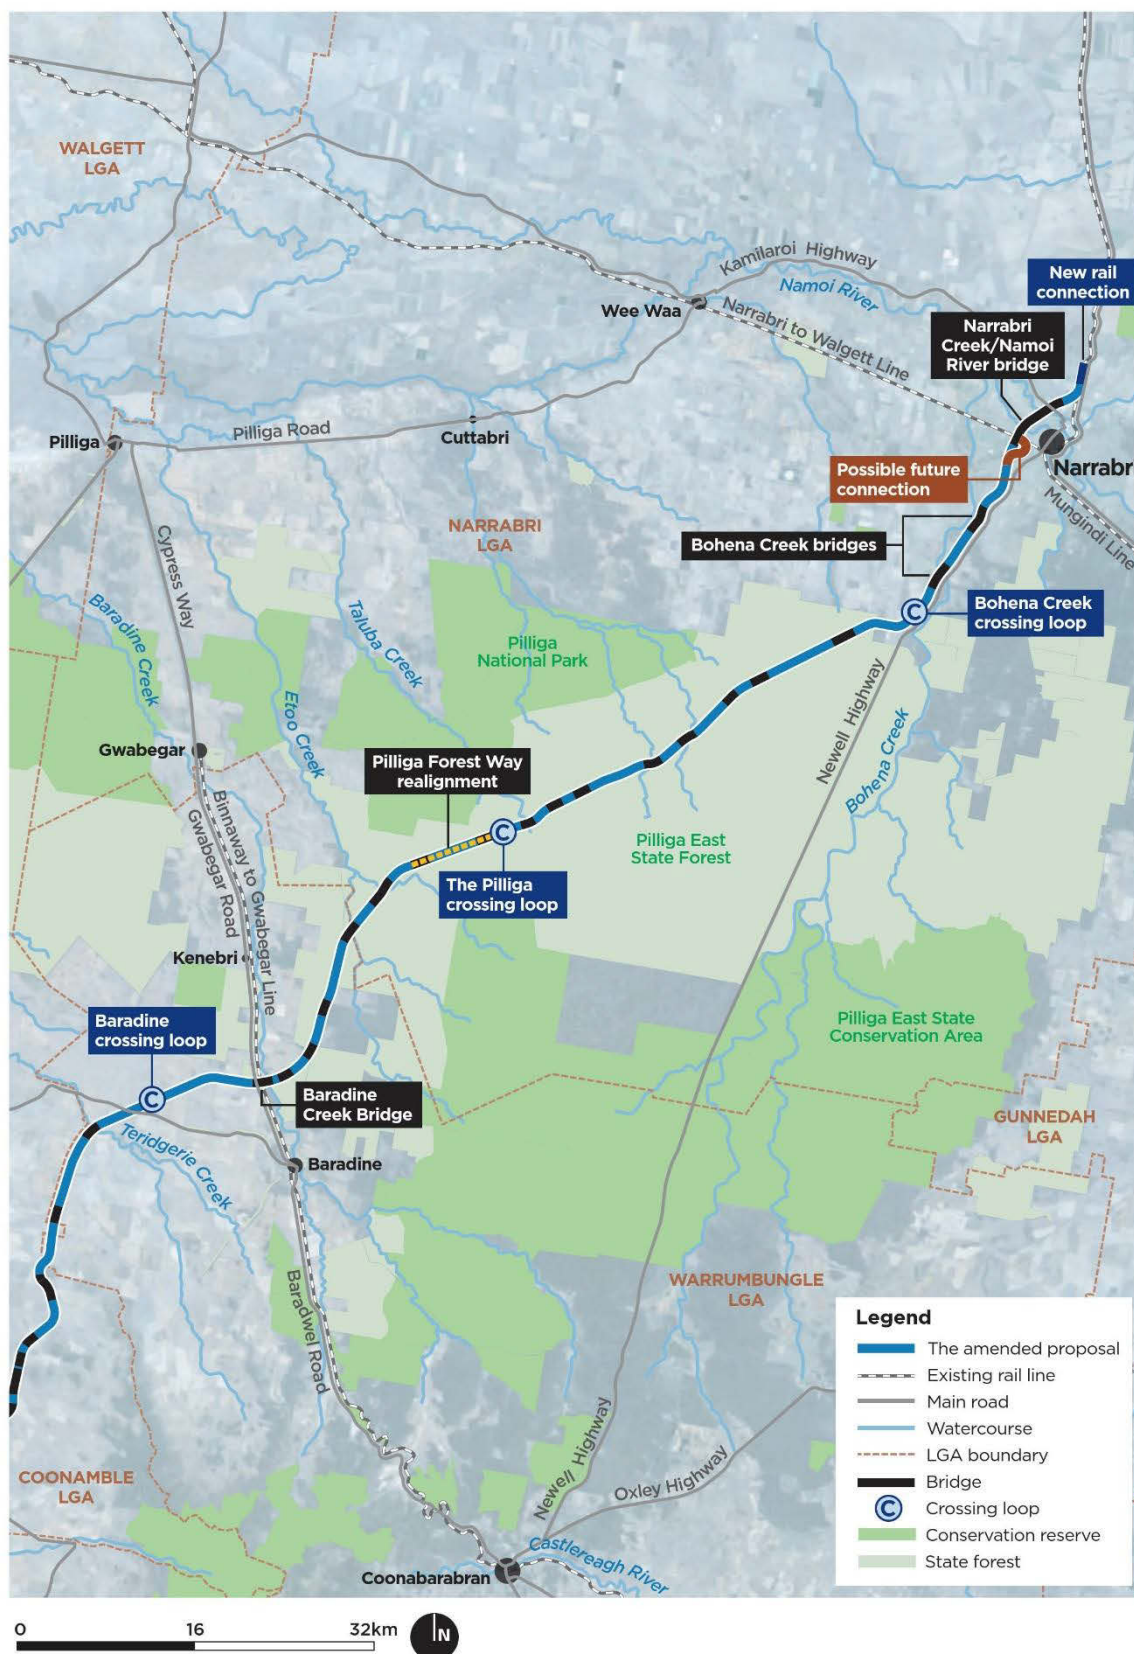 WALGETT
LGA
Kamilaroi Highway
Namoi River
New rail
connection
Wee Waa
Narrabri to Walgett Line
Narrabri
Creek/Namoi
River bridge
Pilliga
Pilliga Road
Cuttabri
Possible future
connection
Narrabr
Mungindi Line
NARRABRI
LGA
Bohena Creek bridges
Cypress Way
Baradine Creek
Taluba Creek
Etoo Creek
Pilliga
National Park
Bohena Creek
crossing loop
Newell Highway
Bohena Creek
Gwabegar
Pilliga Forest Way
realignment
Binnaway to Gwabegar Line
Gwabegar Road
Pilliga East
State Forest
C
C
The Pilliga
crossing loop
Kenebri
Baradine
crossing loop
Pilliga East State
Conservation Area
C
Baradine
Creek Bridge
GUNNEDAH
LGA
Teridgerie Creek
Baradine
WARRUMBUNGLE
LGA
Baradwel Road
Newell Highway
Oxley Highway
COONAMBLE
LGA
Castlereagh River
Coonabarabran
Legend
The amended proposal
Existing rail line
Main road
Watercourse
LGA boundary
Bridge
C Crossing loop
Conservation reserve
State forest
0 16 32km
N